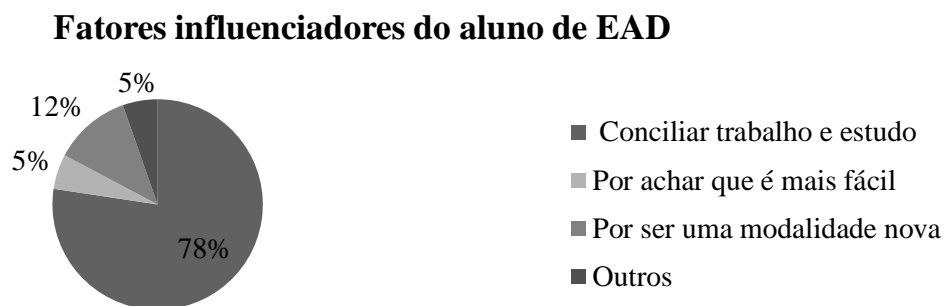 Fatores influenciadores do aluno de EAD
5%
12%
5%
78%
Conciliar trabalho e estudo
Por achar que é mais fácil
Por ser uma modalidade nova
Outros